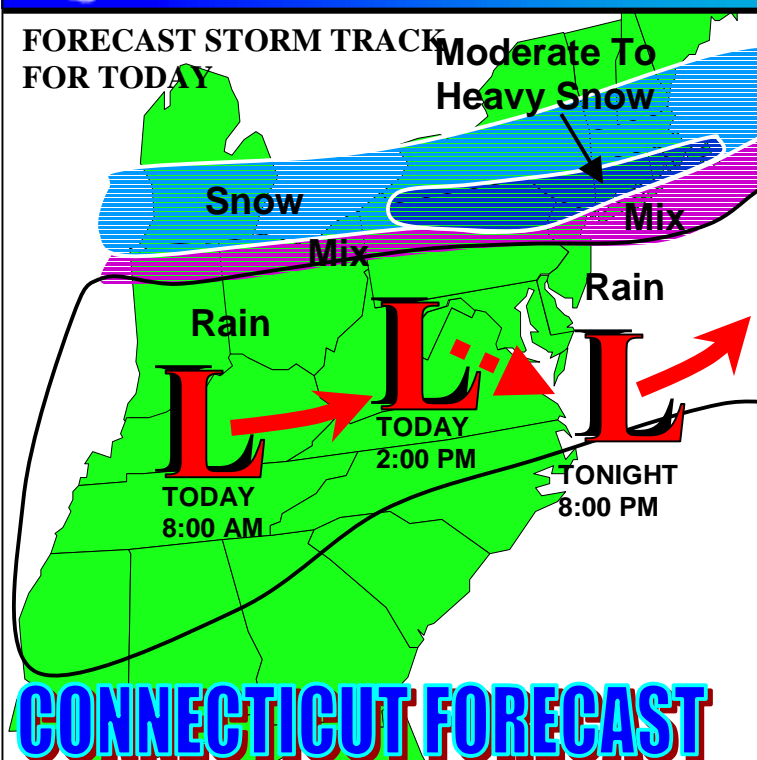 FORECAST STORM TRACK
FOR TODAY
Moderate To
Heavy Snow
Snow
Mix
Mix
Rain
Rain
L
L
L
TODAY
2:00 PM
TONIGHT
8:00 PM
TODAY
8:00 AM
CONNECTICUT FORECAST